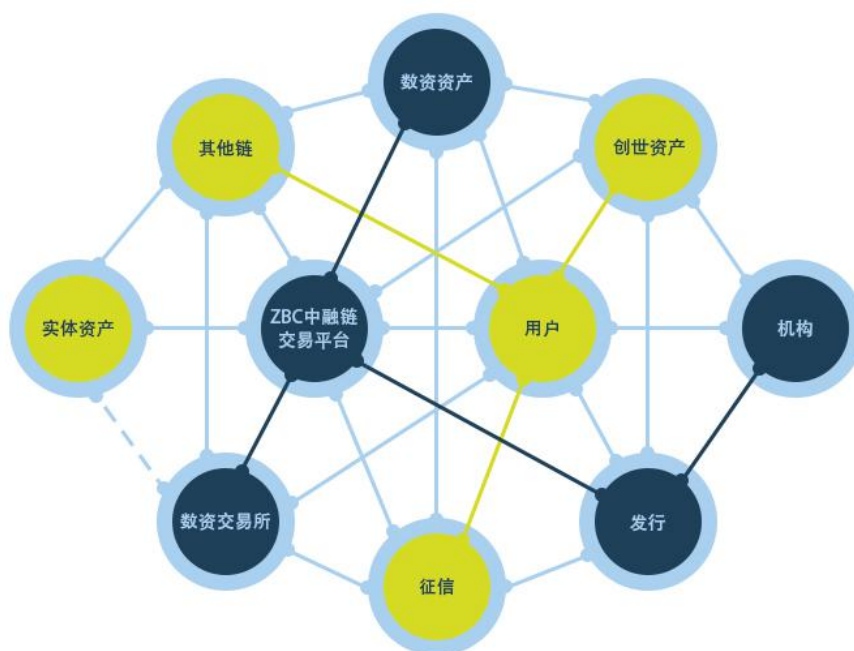 数资资产
其他链
创世资产
实体资产
ZBC中融链
交易平台
用户
机构
数资交易所
发行
征信